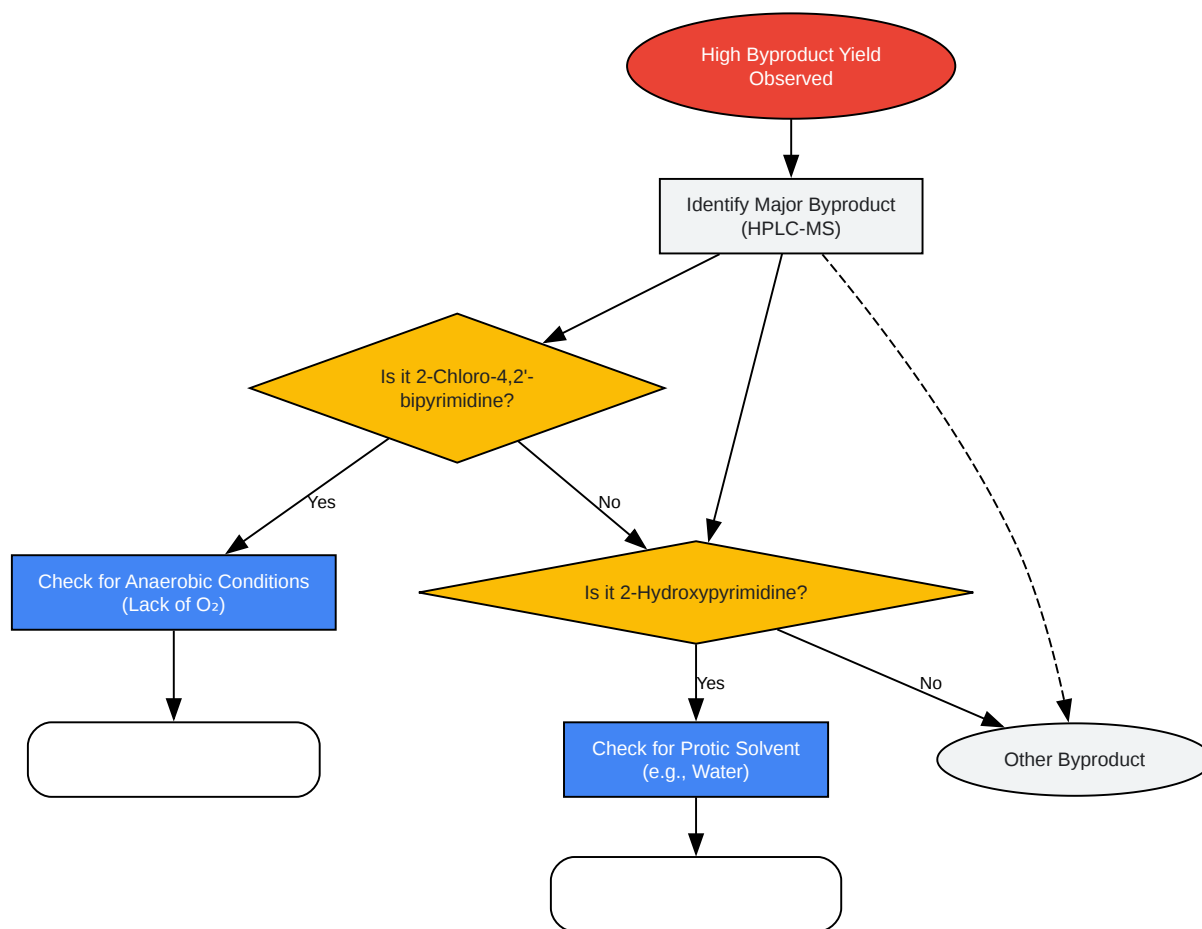 High Byproduct Yield
Observed
Identify Major Byproduct
(HPLC-MS)
Is it 2-Chloro-4,2'-
bipyrimidine?
Yes
No
Check for Anaerobic Conditions
(Lack of O₂)
Is it 2-Hydroxypyrimidine?
Yes
No
Check for Protic Solvent
(e.g., Water)
Other Byproduct